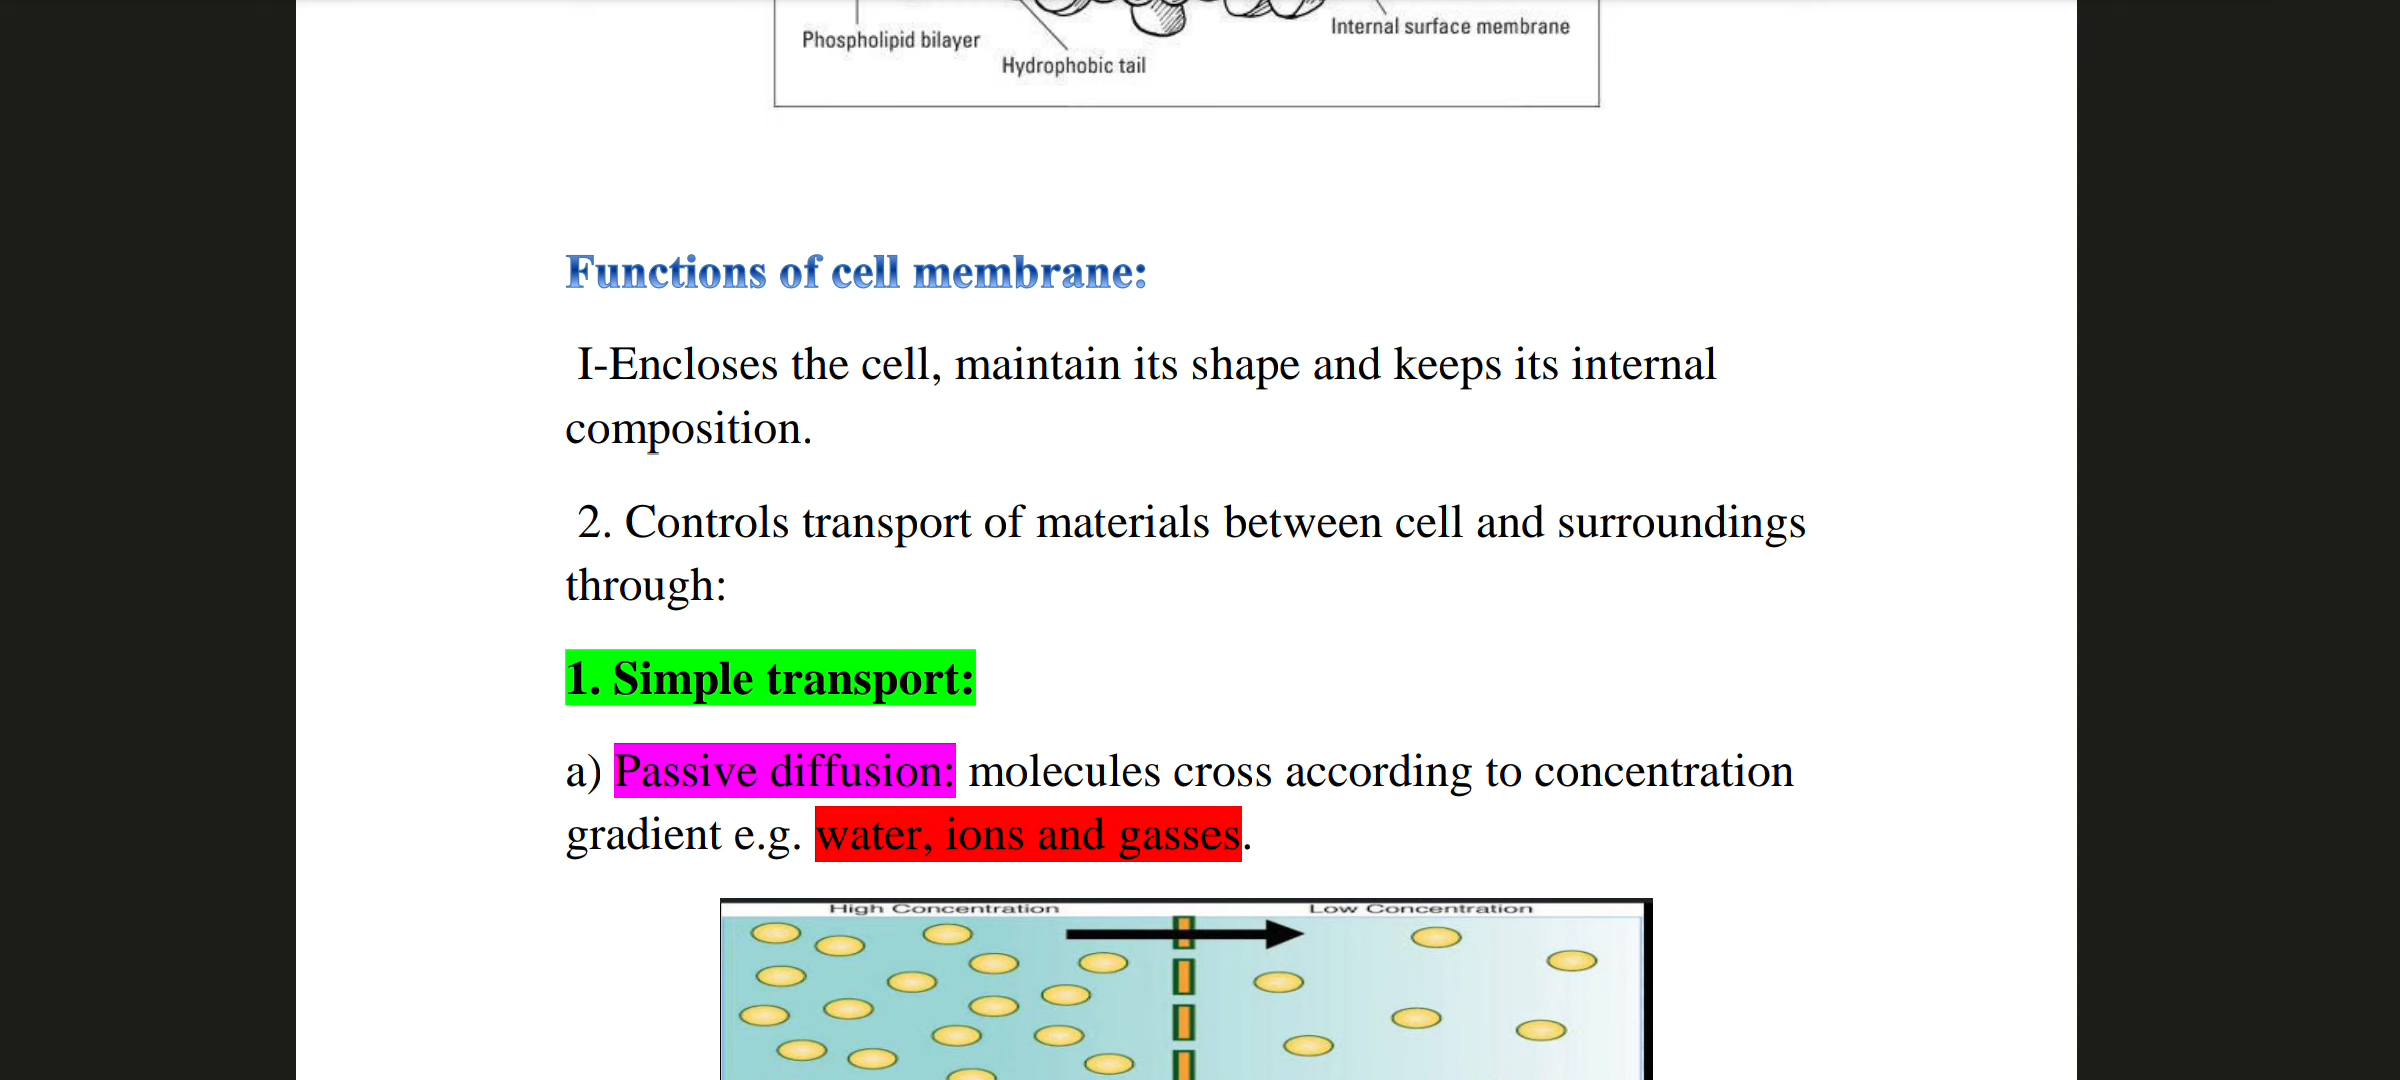 Internal surface membrane
Phospholipid bilayer
Hydrophobic tail
Functions of cell membrane:
I-Encloses the cell, maintain its shape and keeps its internal
composition.
2. Controls transport of materials between cell and surroundings
through:
1. Simple transport:
a) Passive diffusion: molecules cross according to concentration
gradient e.g. water, ions and gasses.
High Concentration
Low Concentration